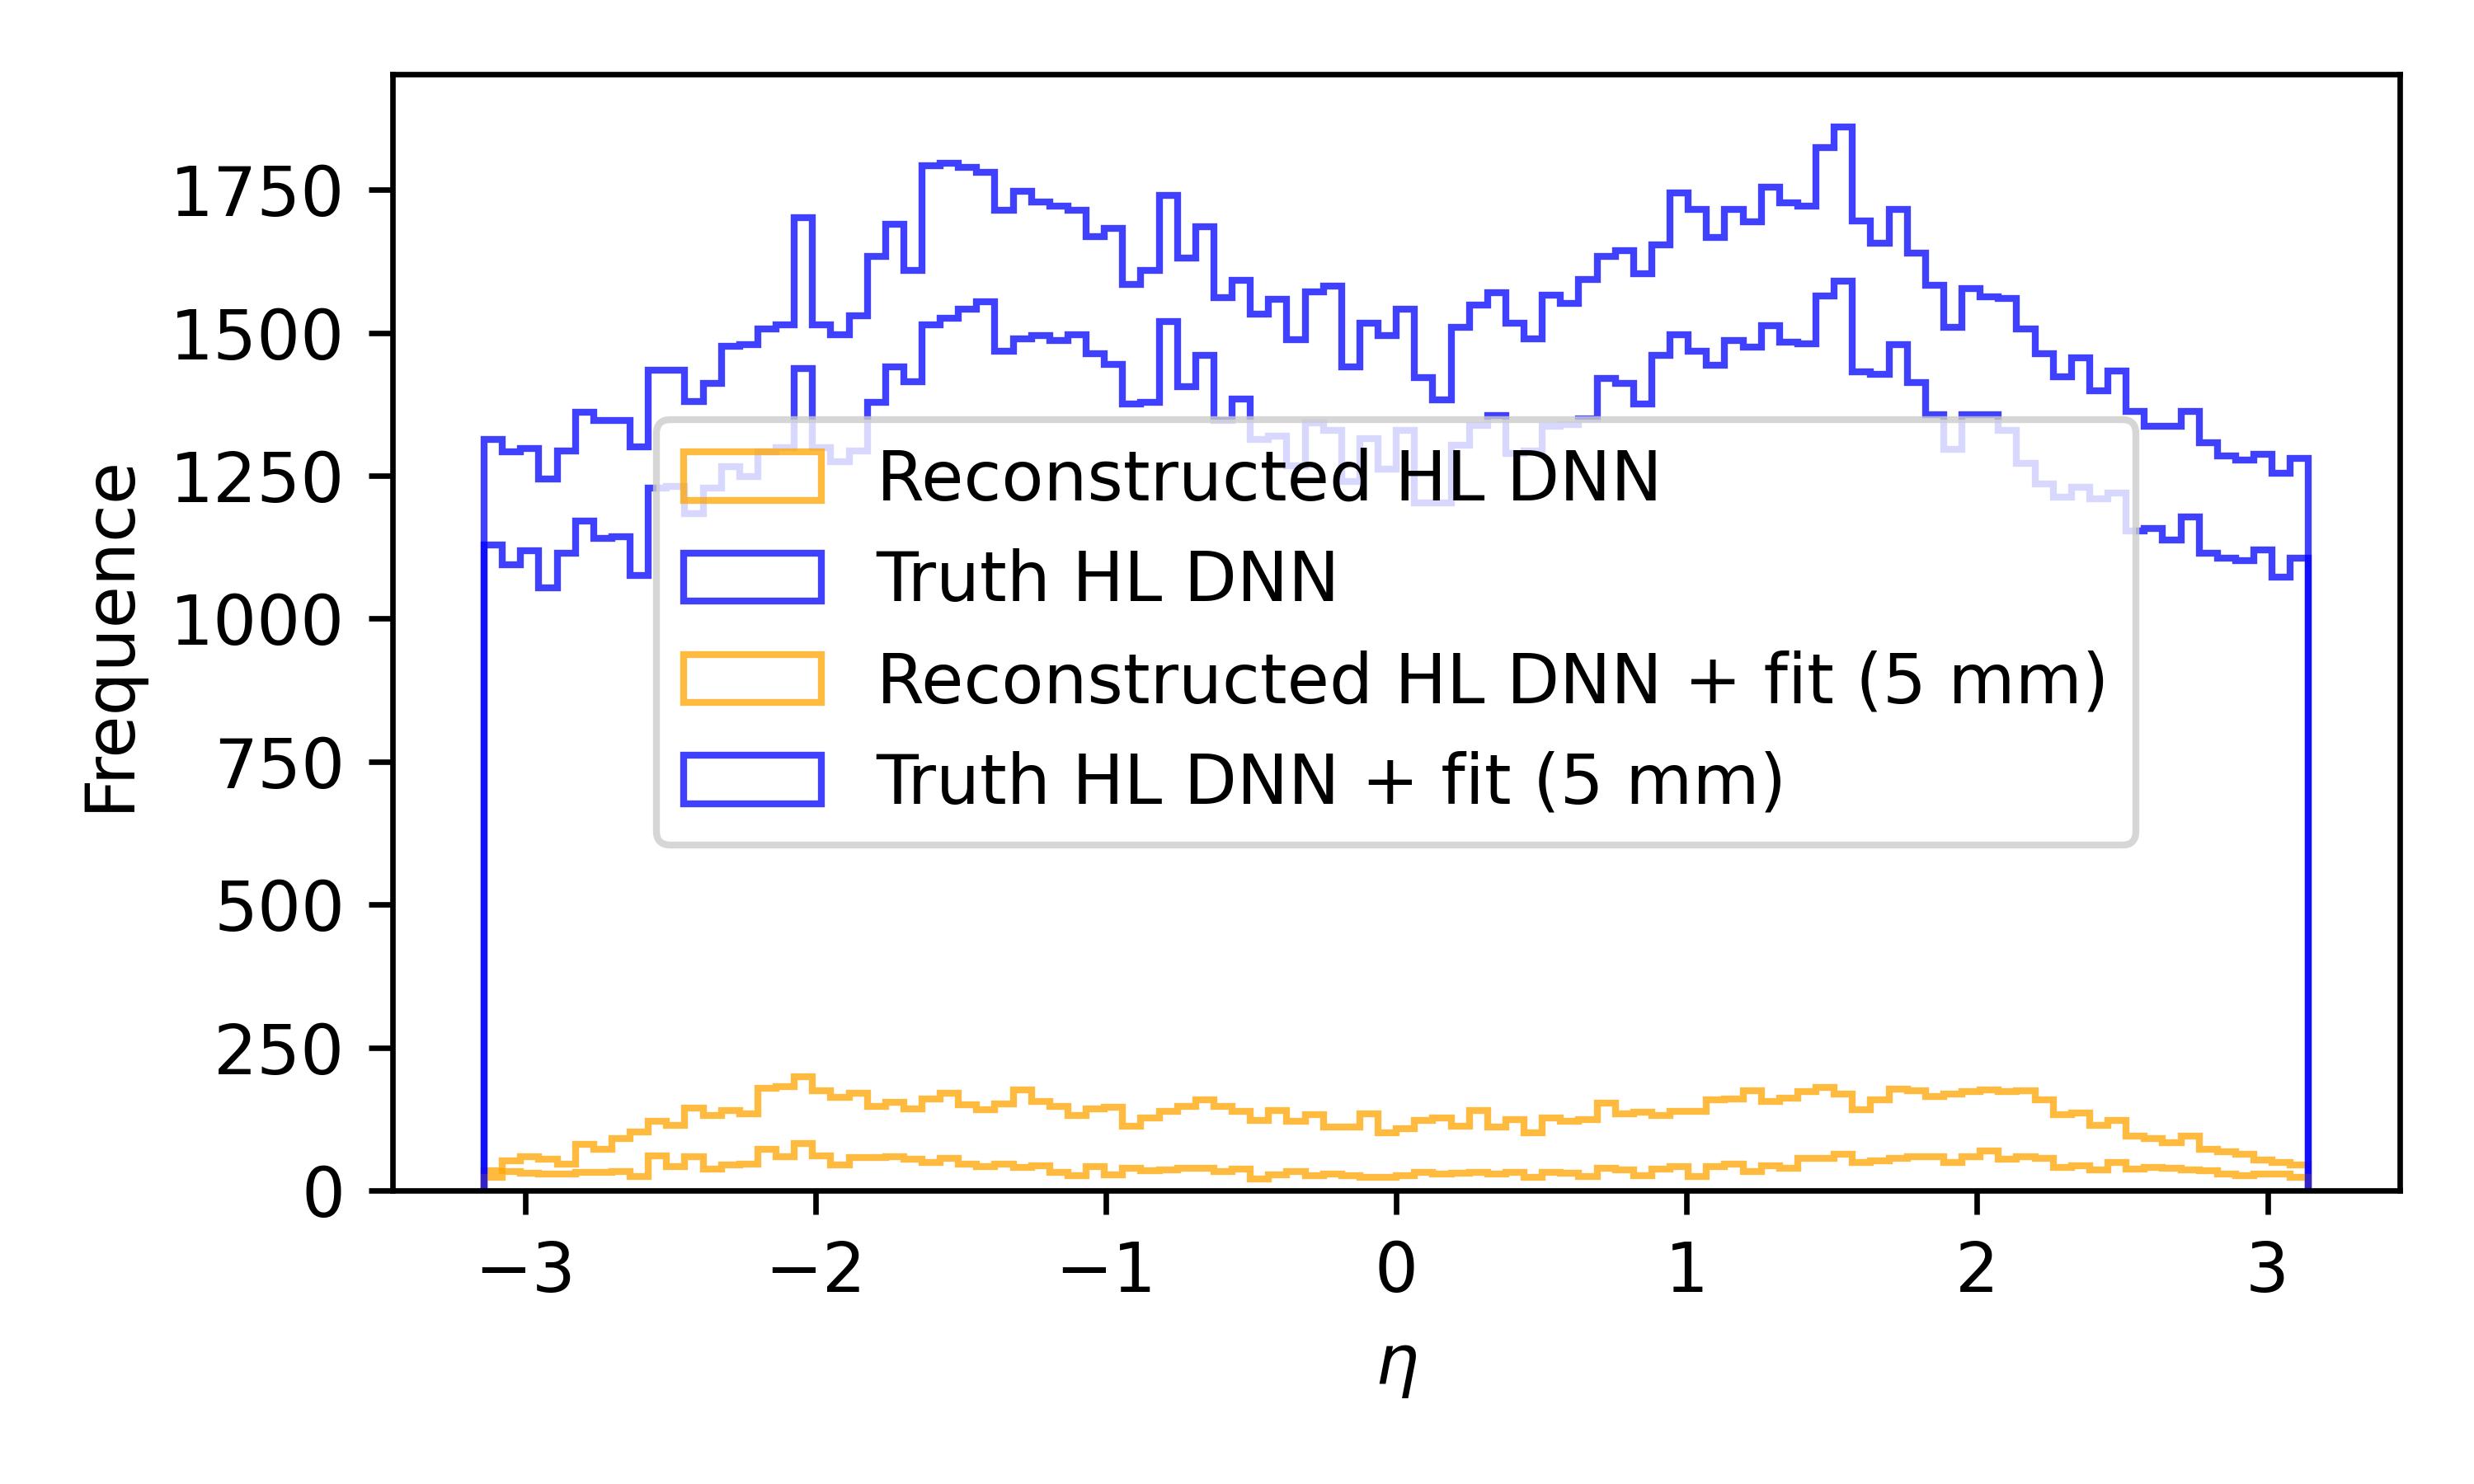 Frequence
1750
1500
1250
1000
750
500
250
0
Reconstructed HL DNN
Truth HL DNN
Reconstructed HL DNN + fit (5 mm)
Truth HL DNN + fit (5 mm)
−3 −2 −1 0 1 2 3
η